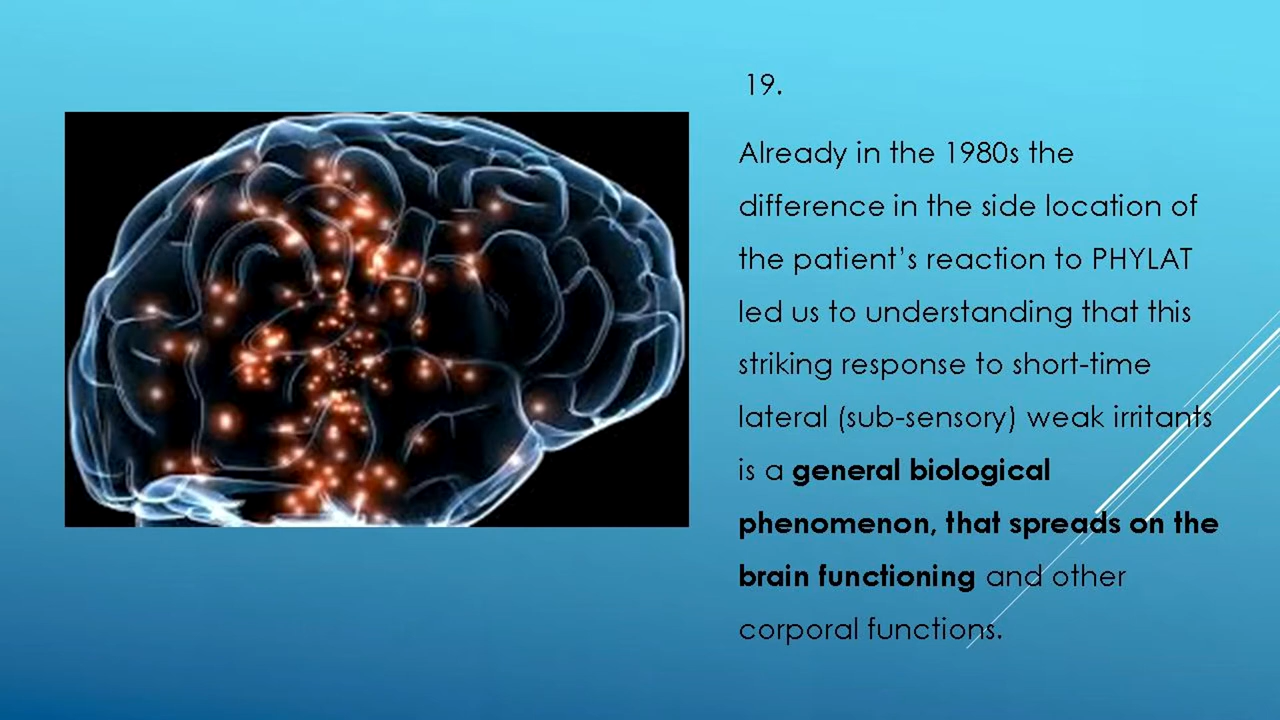 19.
Already in the 1980s the
difference in the side location of
the patient’s reaction to PHYLAT
led us to understanding that this
striking response to short-time
lateral (sub-sensory) weak irritants
is a general biological
phenomenon, that spreads on the
brain functioning and other
corporal functions.